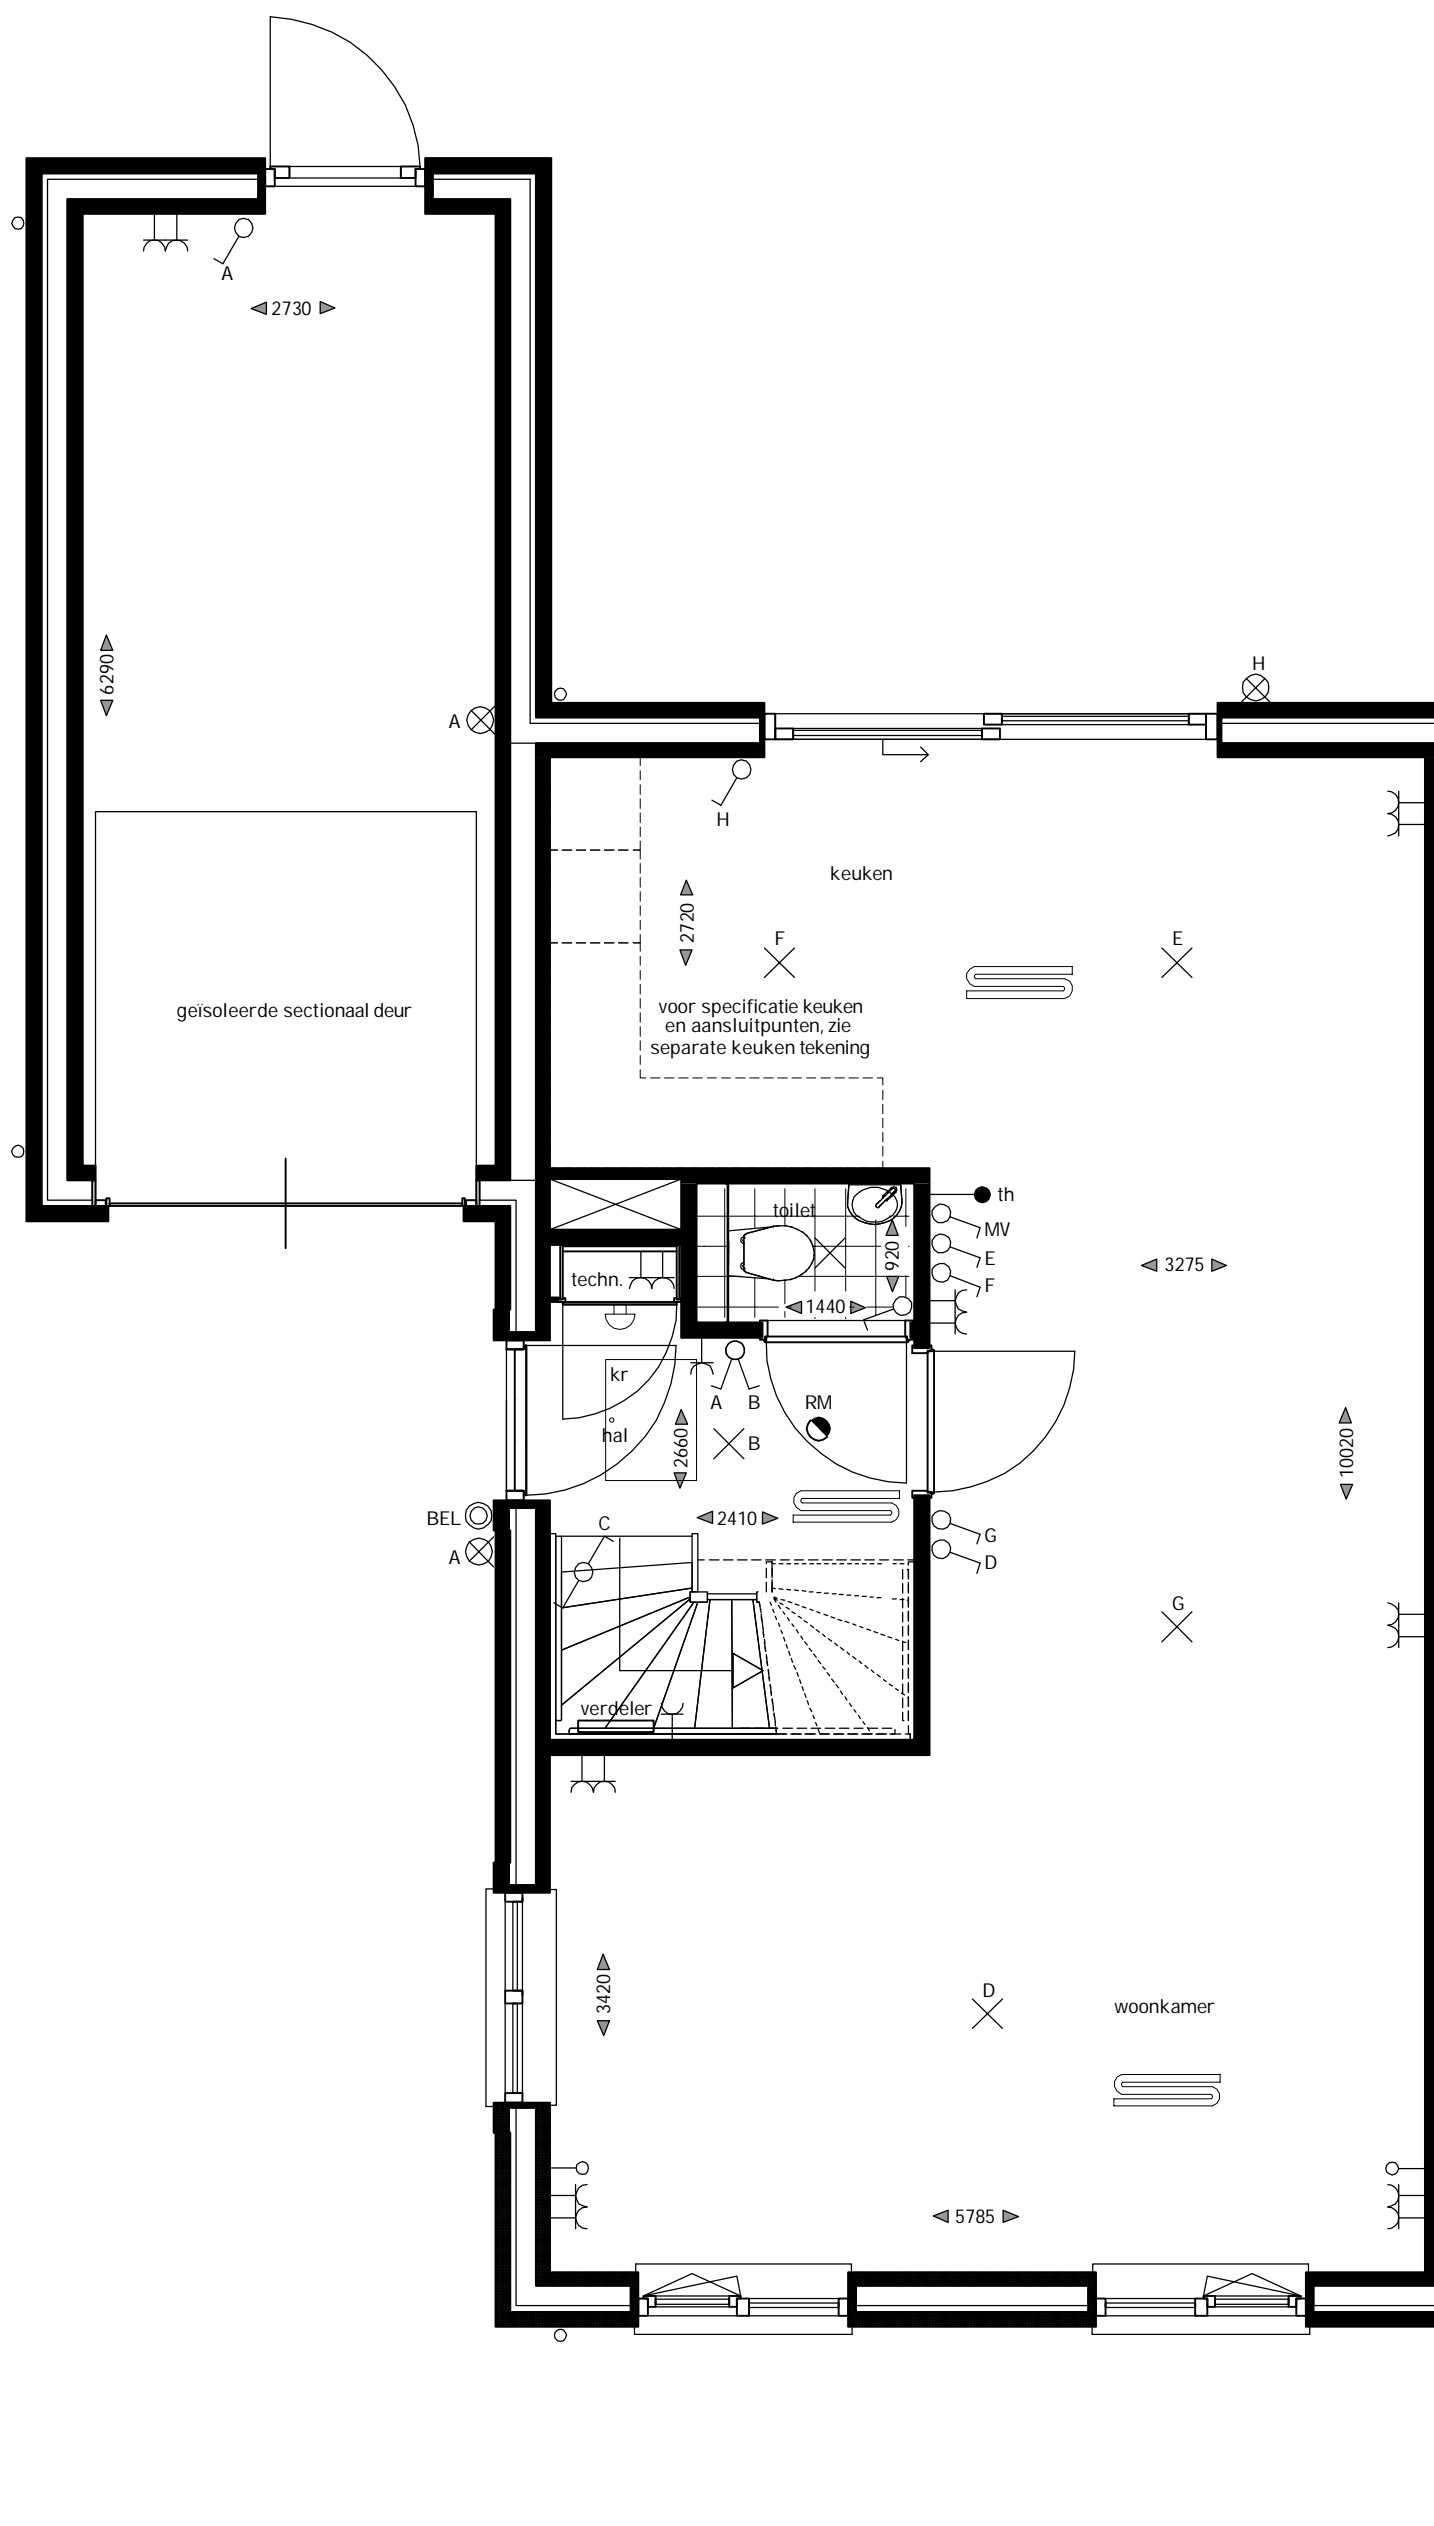 A
2730
6290
A
H
H
keuken
2720
F
E
geïsoleerde sectionaal deur
voor specificatie keuken
en aansluitpunten, zie
separate keuken tekening
toilet
th
MV
E
F
920
1440
3275
techn.
kr
hal
A
B
RM
2660
B
10020
2410
BEL
A
C
G
D
G
verdeler
3420
D
woonkamer
5785